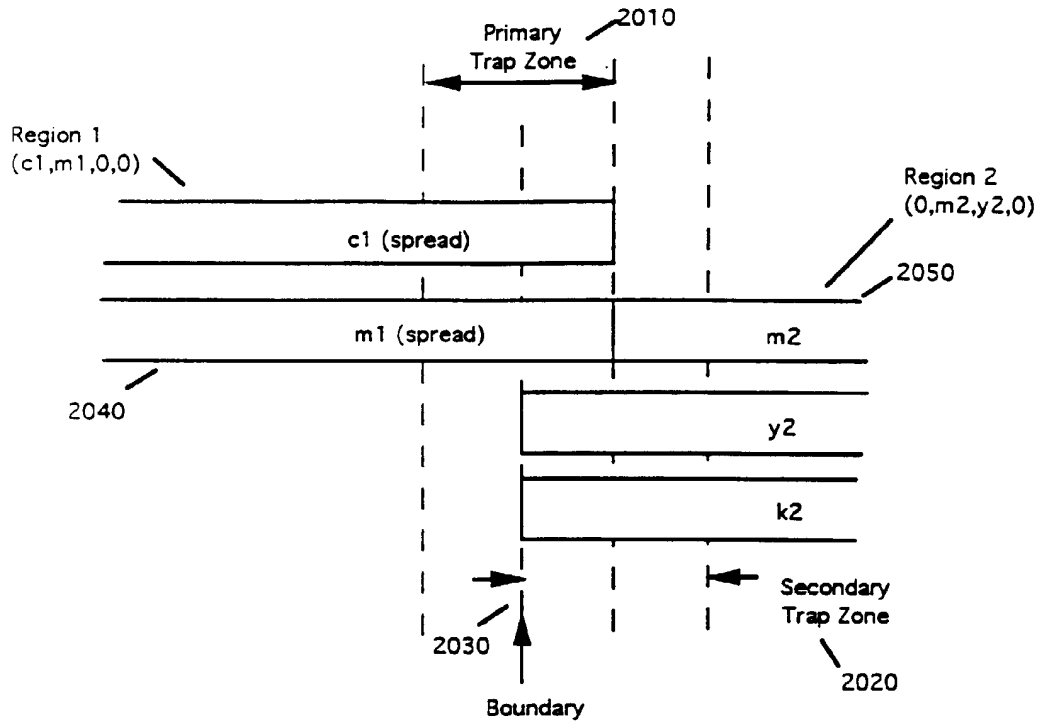 2010
Primary
Trap Zone
Region 1
(c1,m1,0,0)
Region 2
(0,m2,y2,0)
c1 (spread)
2050
m1 (spread)
m2
2040
y2
k2
Secondary
Trap Zone
2030
2020
Boundary